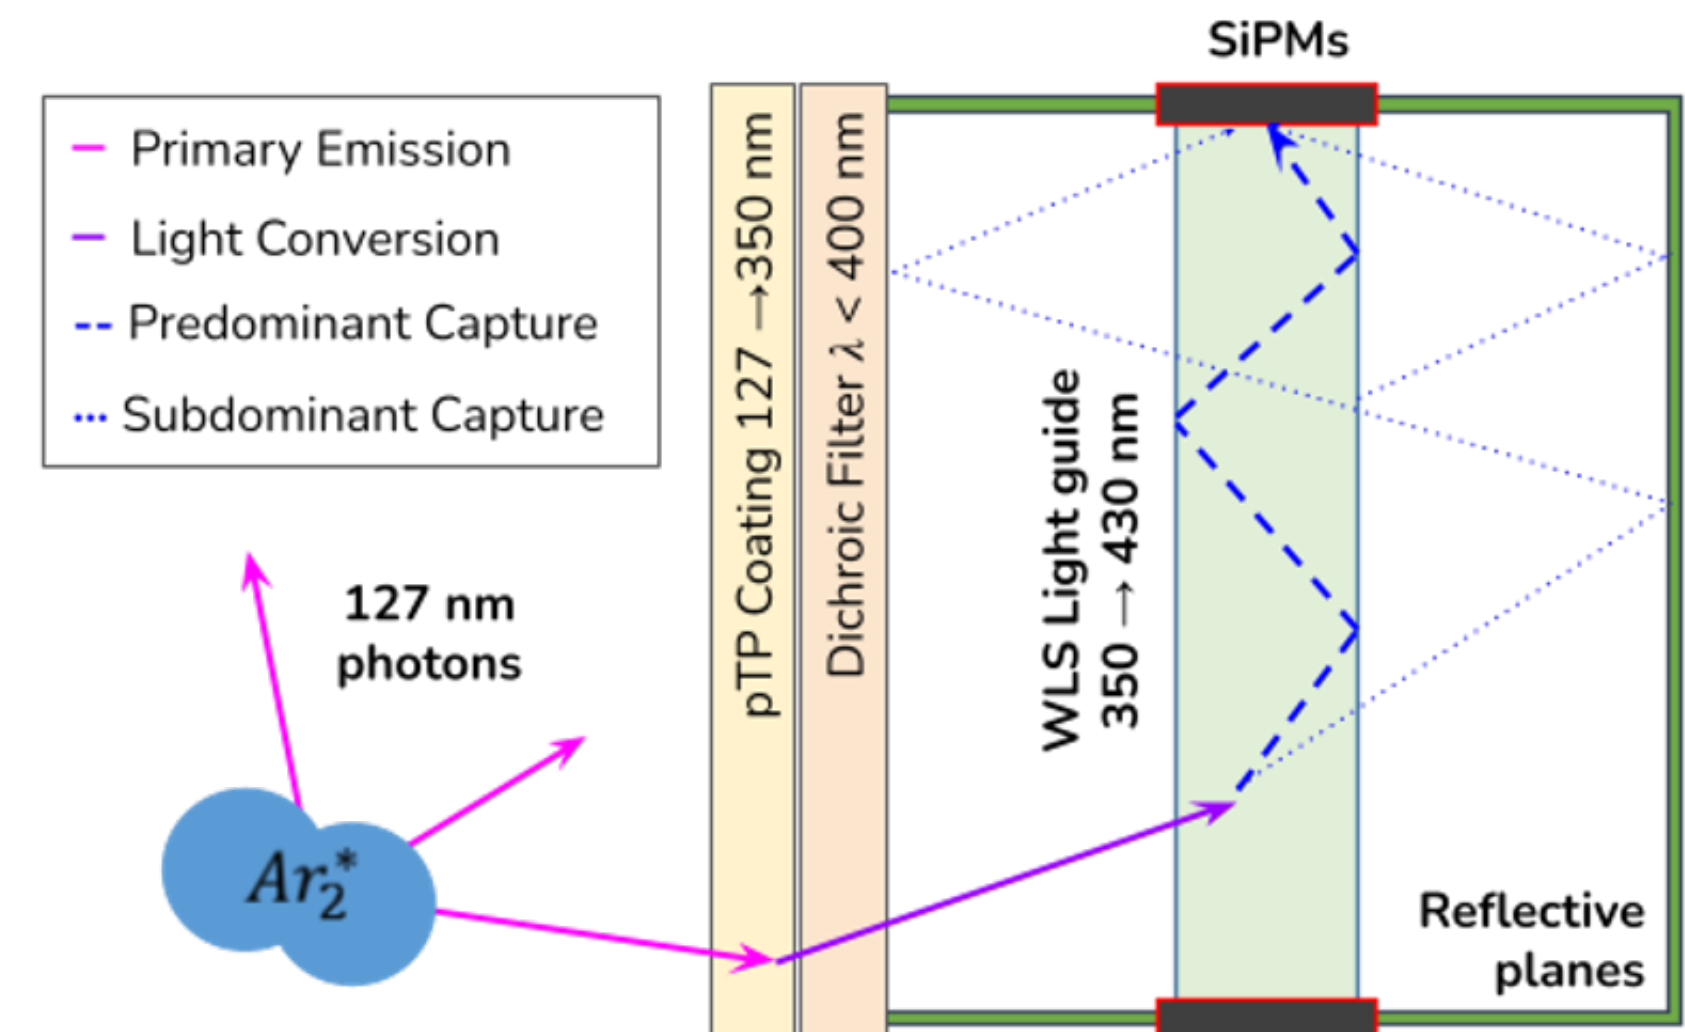 SiPMs
Primary Emission
Light Conversion
Predominant Capture
Subdominant Capture
pTP Coating 127 →350 nm
Dichroic Filter λ < 400 nm
WLS Light guide
350 → 430 nm
127 nm
photons
Ar₂*
Reflective
planes